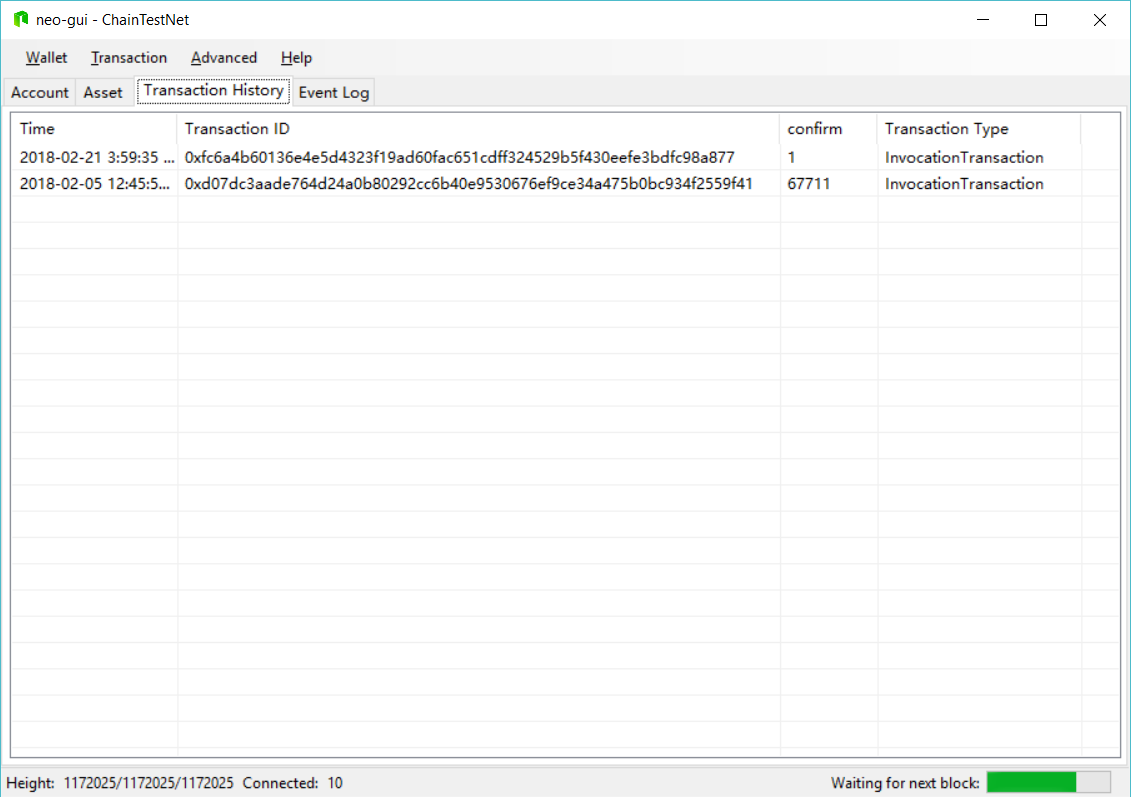 neo-gui - ChainTestNet
Wallet Transaction Advanced Help
Account Asset Transaction History Event Log
Time Transaction ID confirm Transaction Type
2018-02-21 3:59:35 ... 0xfc6a4b60136e4e5d4323f19ad60fac651cdff324529b5f430eefe3bdfc98a877 1 InvocationTransaction
2018-02-05 12:45:5... 0xd07dc3aade764d24a0b80292cc6b40e9530676ef9ce34a475b0bc934f2559f41 67711 InvocationTransaction
Height: 1172025/1172025/1172025 Connected: 10 Waiting for next block: